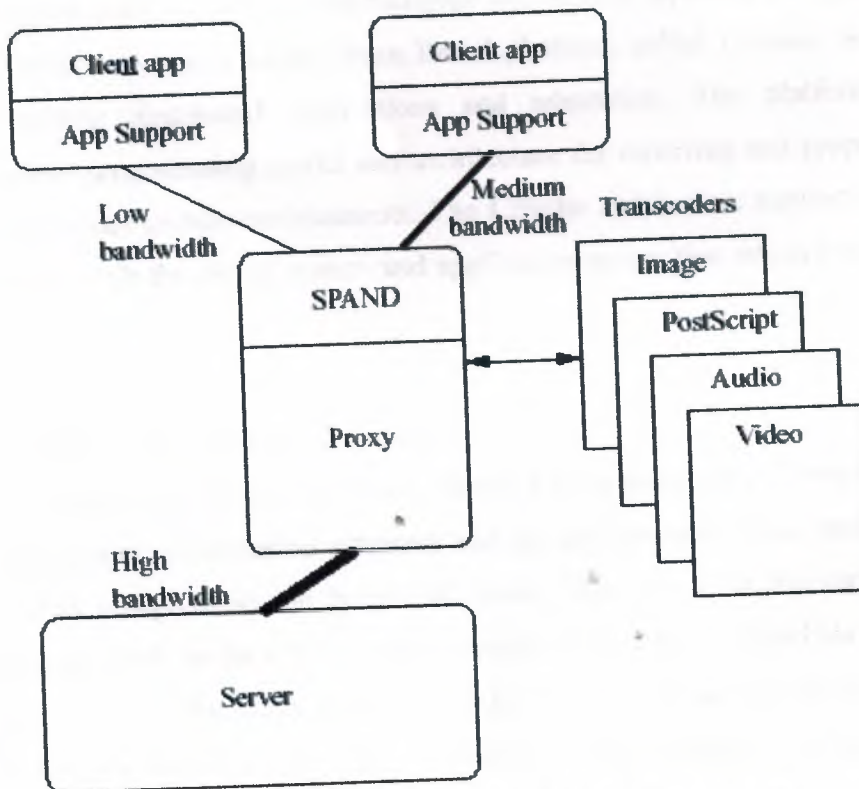 Client app
App Support
Client app
App Support
Low
bandwidth
Medium
bandwidth
Transcoders
Image
PostScript
Audio
Video
SPAND
Proxy
High
bandwidth
Server